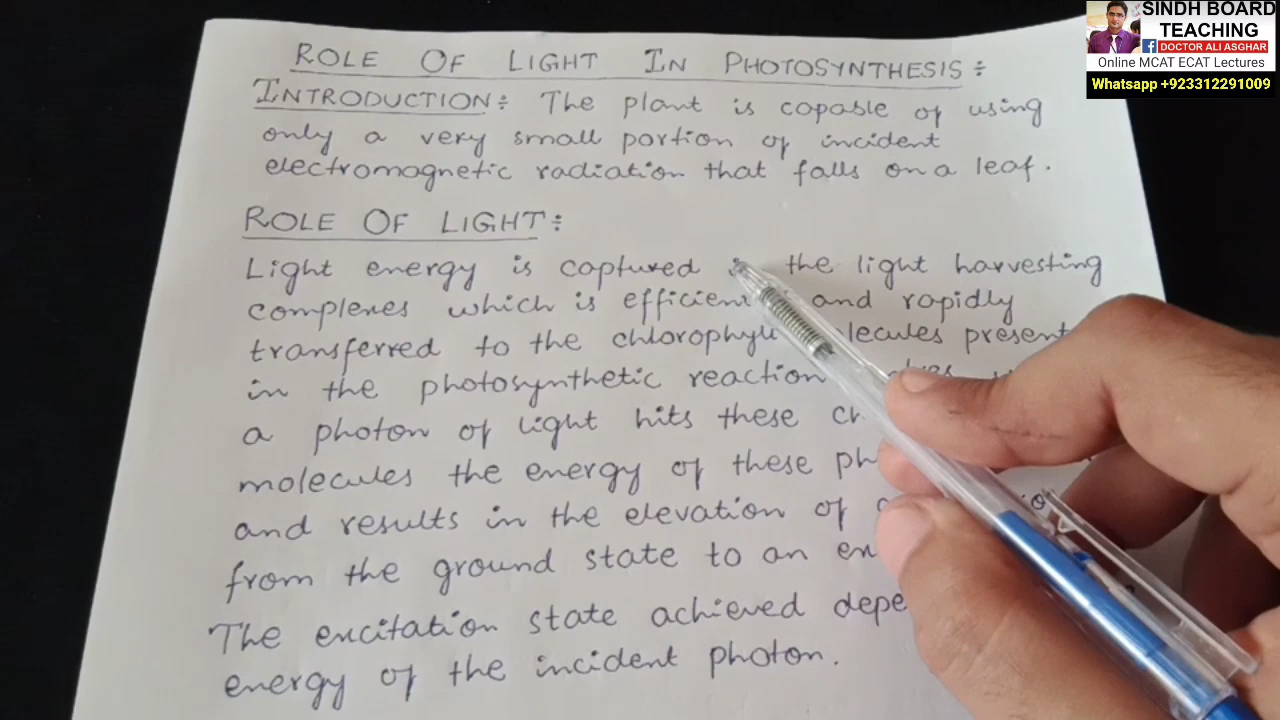 SINDH BOARD
TEACHING
DOCTOR ALI ASGHAR
Online MCAT ECAT Lectures
Whatsapp +923312291009
ROLE OF LIGHT IN PHOTOSYNTHESIS:
INTRODUCTION: The plant is capable of using
only a very small portion of incident
electromagnetic radiation that falls on a leaf.
ROLE OF LIGHT:
Light energy is captured the light harvesting
complexes which is and rapidly
transferred to the present
in the photosynthetic reaction
a photon of light hits these
molecules the energy of these
and results in the elevation of
from the ground state to an
The excitation state achieved
energy of the incident photon.